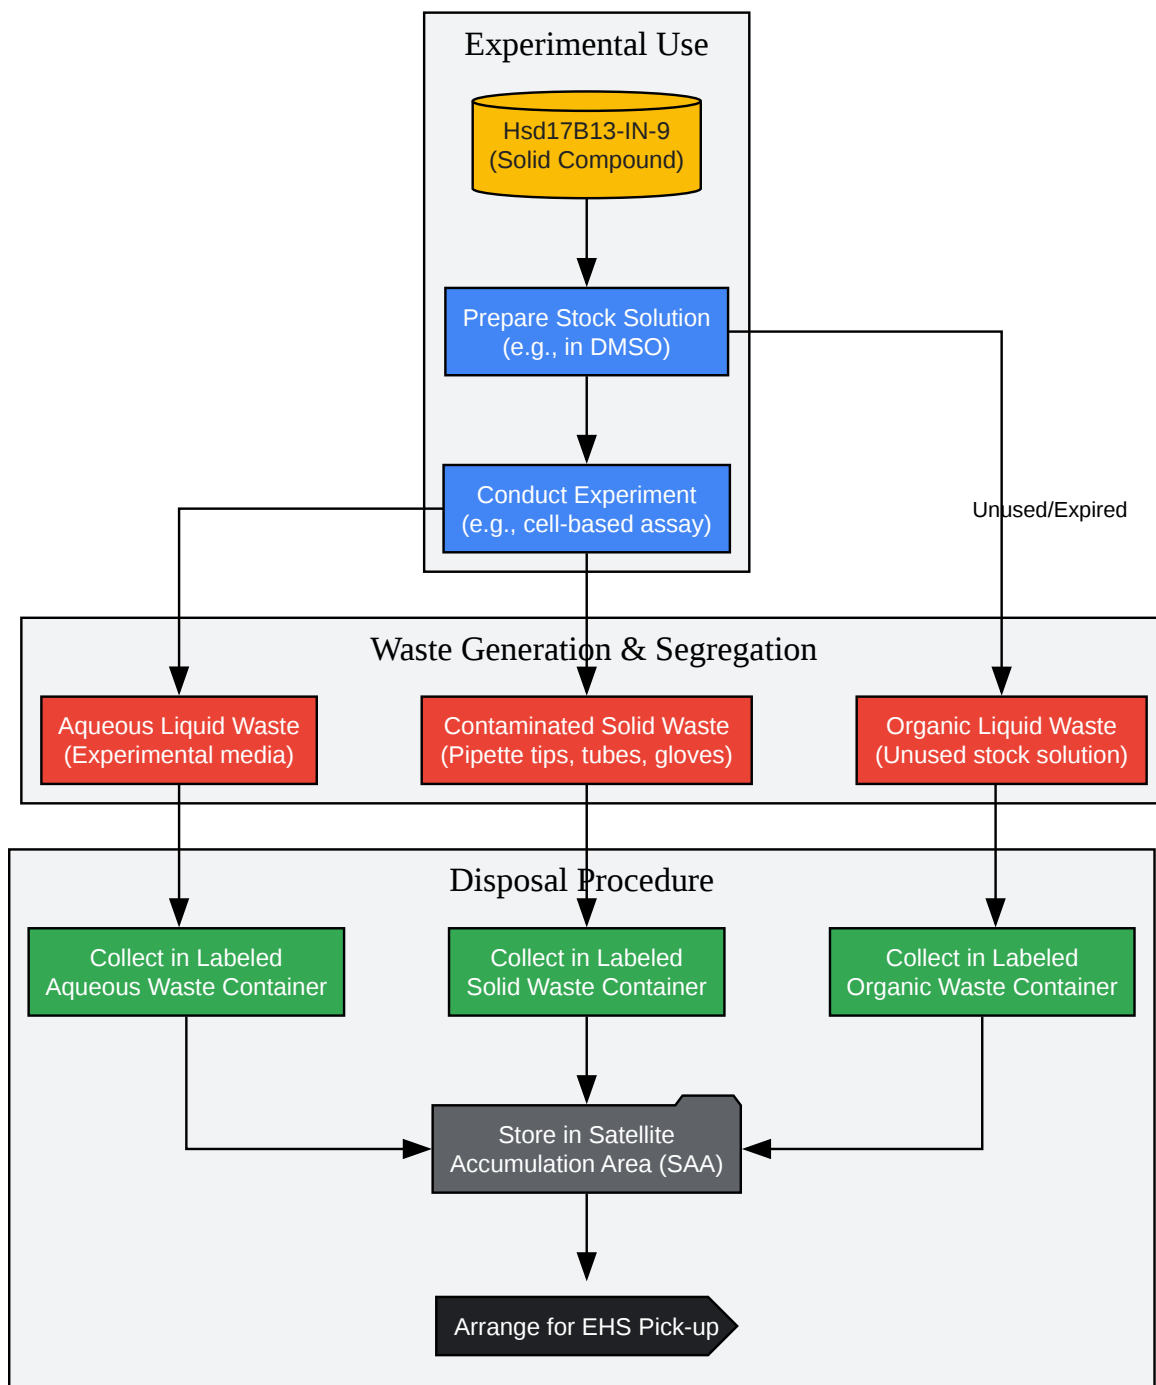 Experimental Use
Hsd17B13-IN-9
(Solid Compound)
Prepare Stock Solution
(e.g., in DMSO)
Conduct Experiment
(e.g., cell-based assay)
Unused/Expired
Waste Generation & Segregation
Aqueous Liquid Waste
(Experimental media)
Contaminated Solid Waste
(Pipette tips, tubes, gloves)
Organic Liquid Waste
(Unused stock solution)
Disposal Procedure
Collect in Labeled
Aqueous Waste Container
Collect in Labeled
Solid Waste Container
Collect in Labeled
Organic Waste Container
Store in Satellite
Accumulation Area (SAA)
Arrange for EHS Pick-up